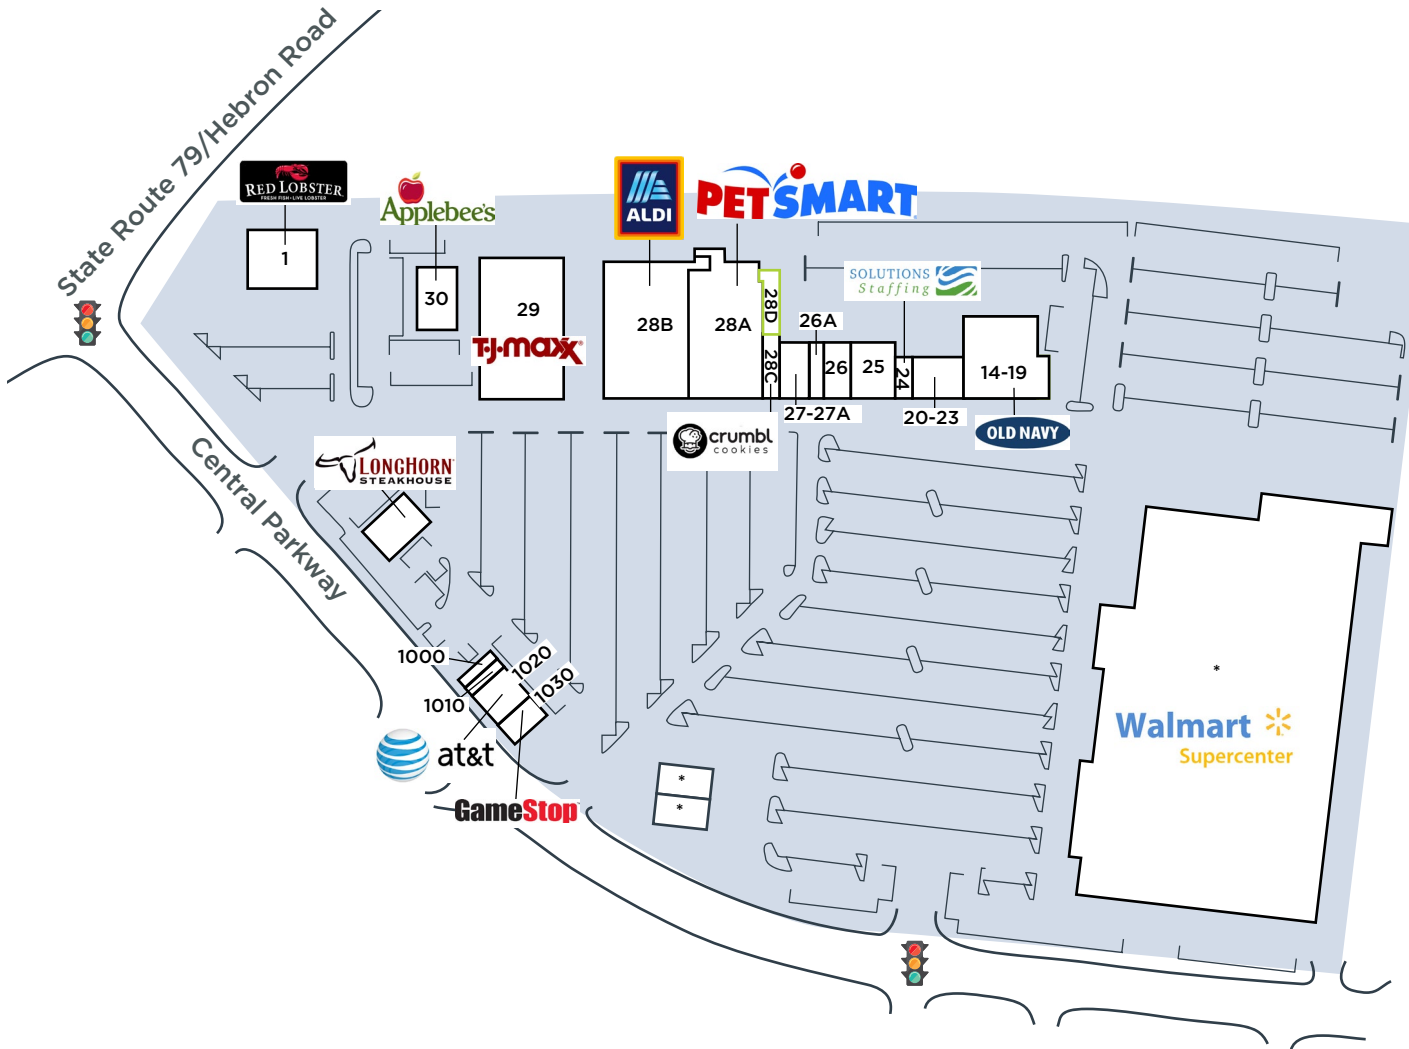 State Route 79/Hebron Road
RED LOBSTER
FRESH FISH • LIVE LOBSTER
1
Applebee's
30
29
T·J·maxx
ALDI
28B
PETSMART
28A
28D
28C
crumbl
cookies
26A
27-27A
26
25
SOLUTIONS
Staffing
24
20-23
14-19
OLD NAVY
Central Parkway
LONGHORN
STEAKHOUSE
1000
1010
1020
1030
at&t
GameStop
*
*
*
Walmart
Supercenter